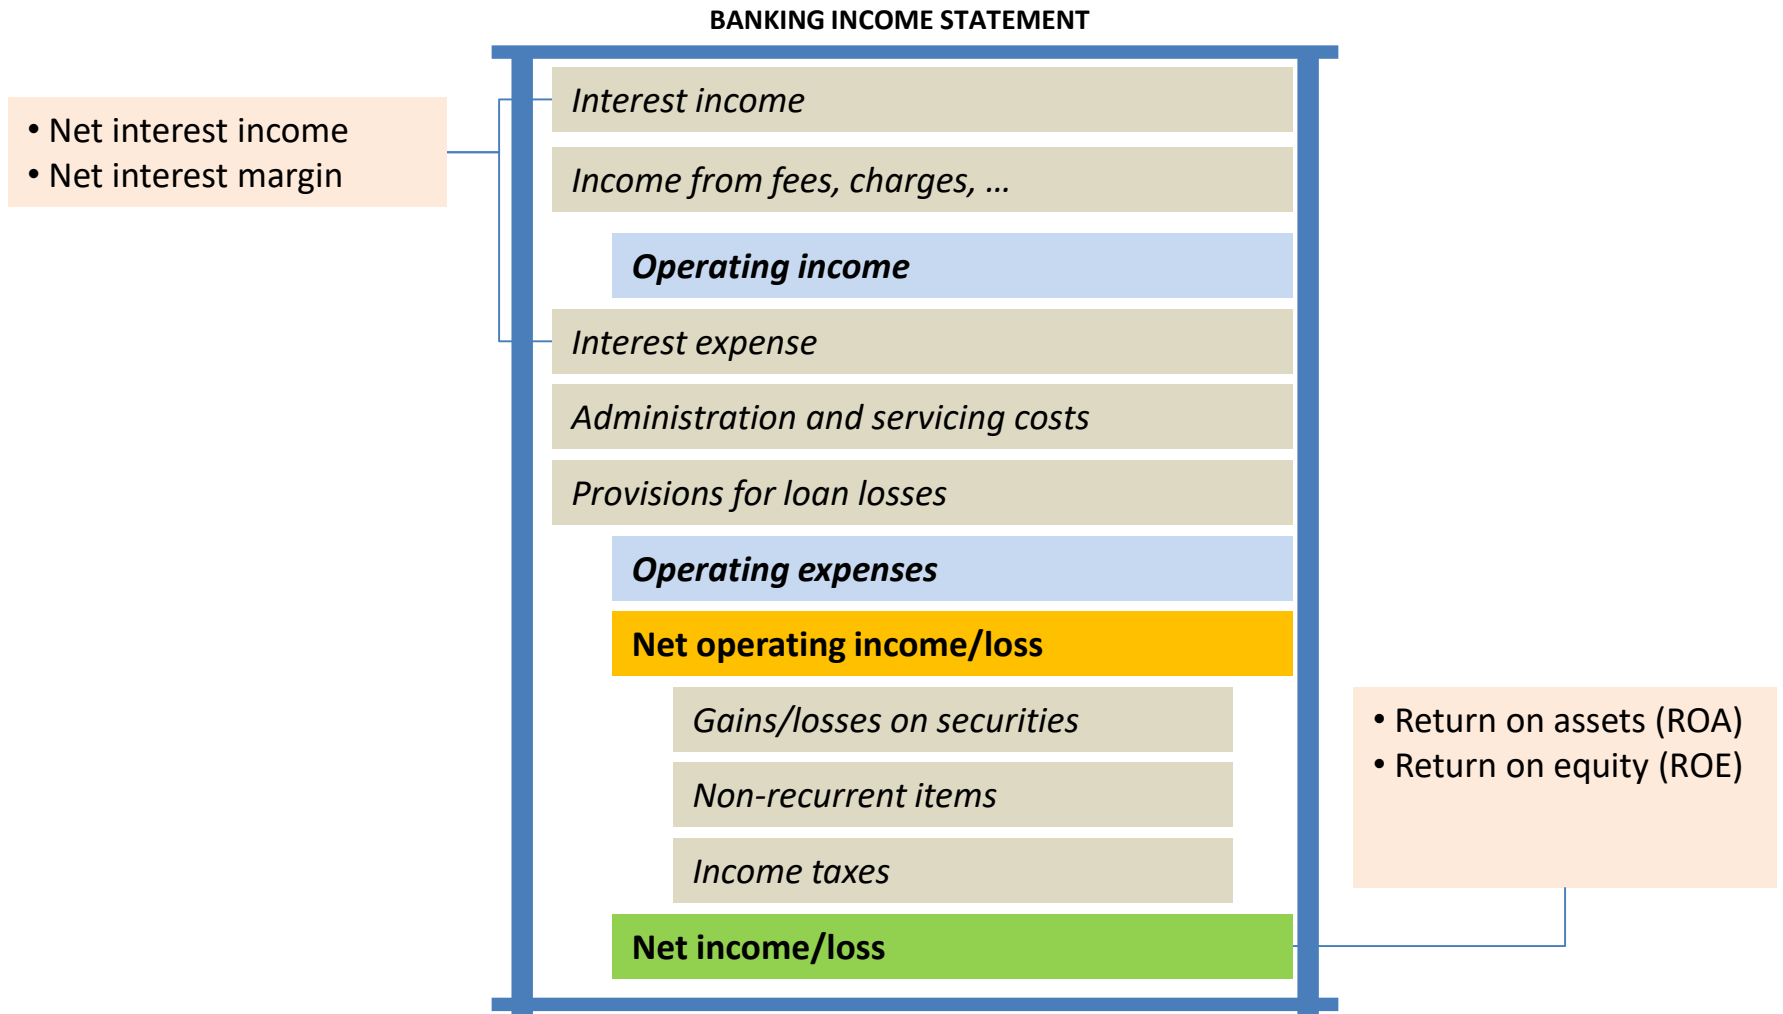 BANKING INCOME STATEMENT
• Net interest income
• Net interest margin
Interest income
Income from fees, charges, …
Operating income
Interest expense
Administration and servicing costs
Provisions for loan losses
Operating expenses
Net operating income/loss
Gains/losses on securities
Non-recurrent items
Income taxes
Net income/loss
• Return on assets (ROA)
• Return on equity (ROE)